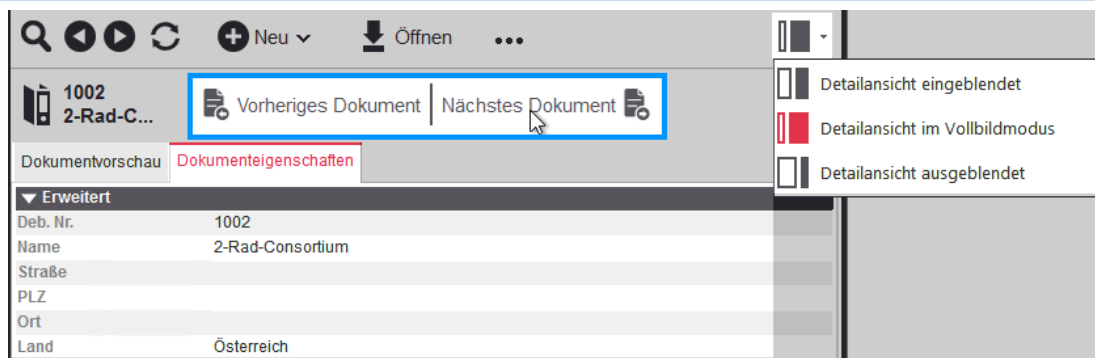 Neu Öffnen
1002
2-Rad-C...
Vorheriges Dokument Nächstes Dokument
Dokumentvorschau Dokumenteigenschaften
Erweitert
Deb. Nr. 1002
Name 2-Rad-Consortium
Straße
PLZ
Ort
Land Österreich
Detailansicht eingeblendet
Detailansicht im Vollbildmodus
Detailansicht ausgeblendet